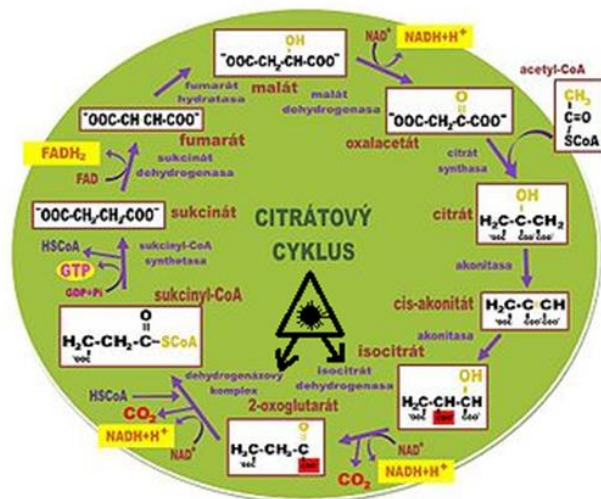 OH
⁻OOC-CH₂-CH-COO⁻
malát
NAD⁺
NADH+H⁺
malát
dehydrogenasa
O
⁻OOCCH₂-C-COO⁻
oxalacetát
acetyl-CoA
CH₃
C=O
SCoA
citrát
synthasa
citrát
OH
H₂C-C-CH₂
akonitasa
cis-akonitát
H₂C-C CH
akonitasa
isocitrát
OH
H₂C-CH-CH
isocitrát
dehydrogenasa
NAD⁺
NADH+H⁺
CO₂
2-oxoglutarát
O
H₂C-CH₂-C
dehydrogenázový
komplex
HSCoA
CO₂
NAD⁺
NADH+H⁺
sukcinyl-CoA
O
H₂C-CH₂-C-SCoA
sukcinyl-CoA
synthetasa
HSCoA
GTP
GDP+Pi
sukcinát
⁻OOC-CH₂-CH₂-COO⁻
sukcinát
dehydrogenasa
FADH₂
FAD
fumarát
⁻OOC-CH CH-COO⁻
fumarát
hydratasa
CITRÁTOVÝ
CYKLUS